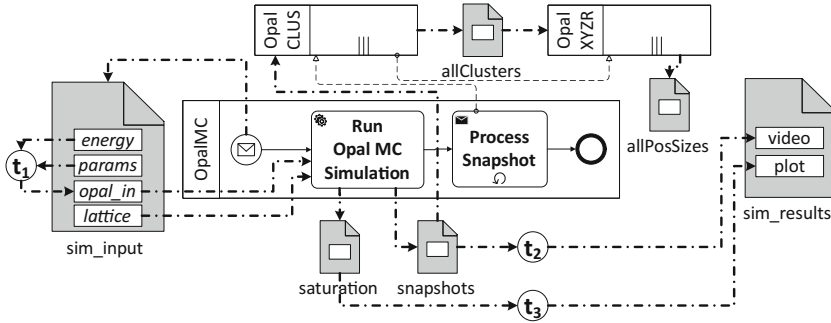 Opal
CLUS
Opal
XYZR
allClusters
allPosSizes
OpalMC
Run
Opal MC
Simulation
Process
Snapshot
energy
params
opal_in
lattice
t1
sim_input
video
plot
sim_results
saturation
snapshots
t2
t3